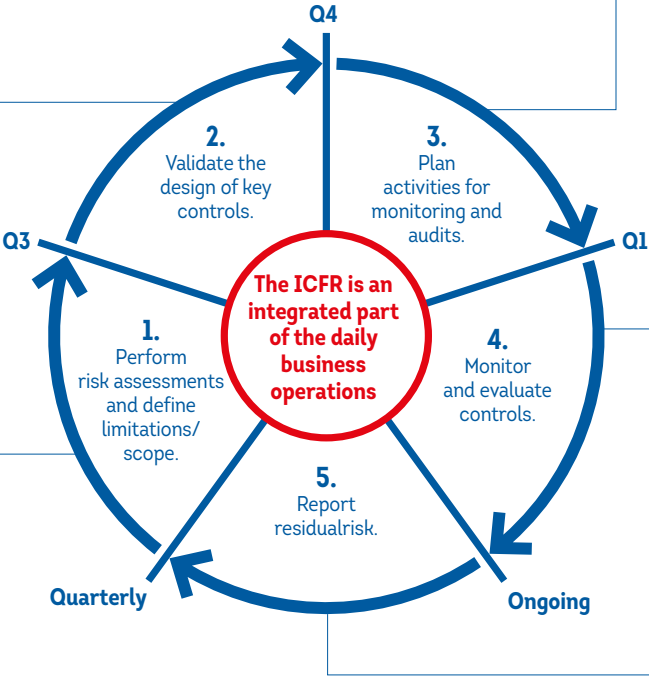 Q4
2.
Validate the
design of key
controls.
3.
Plan
activities for
monitoring and
audits.
Q3
Q1
The ICFR is an
integrated part
of the daily
business
operations
1.
Perform
risk assessments
and define
limitations/
scope.
4.
Monitor
and evaluate
controls.
5.
Report
residualrisk.
Quarterly
Ongoing